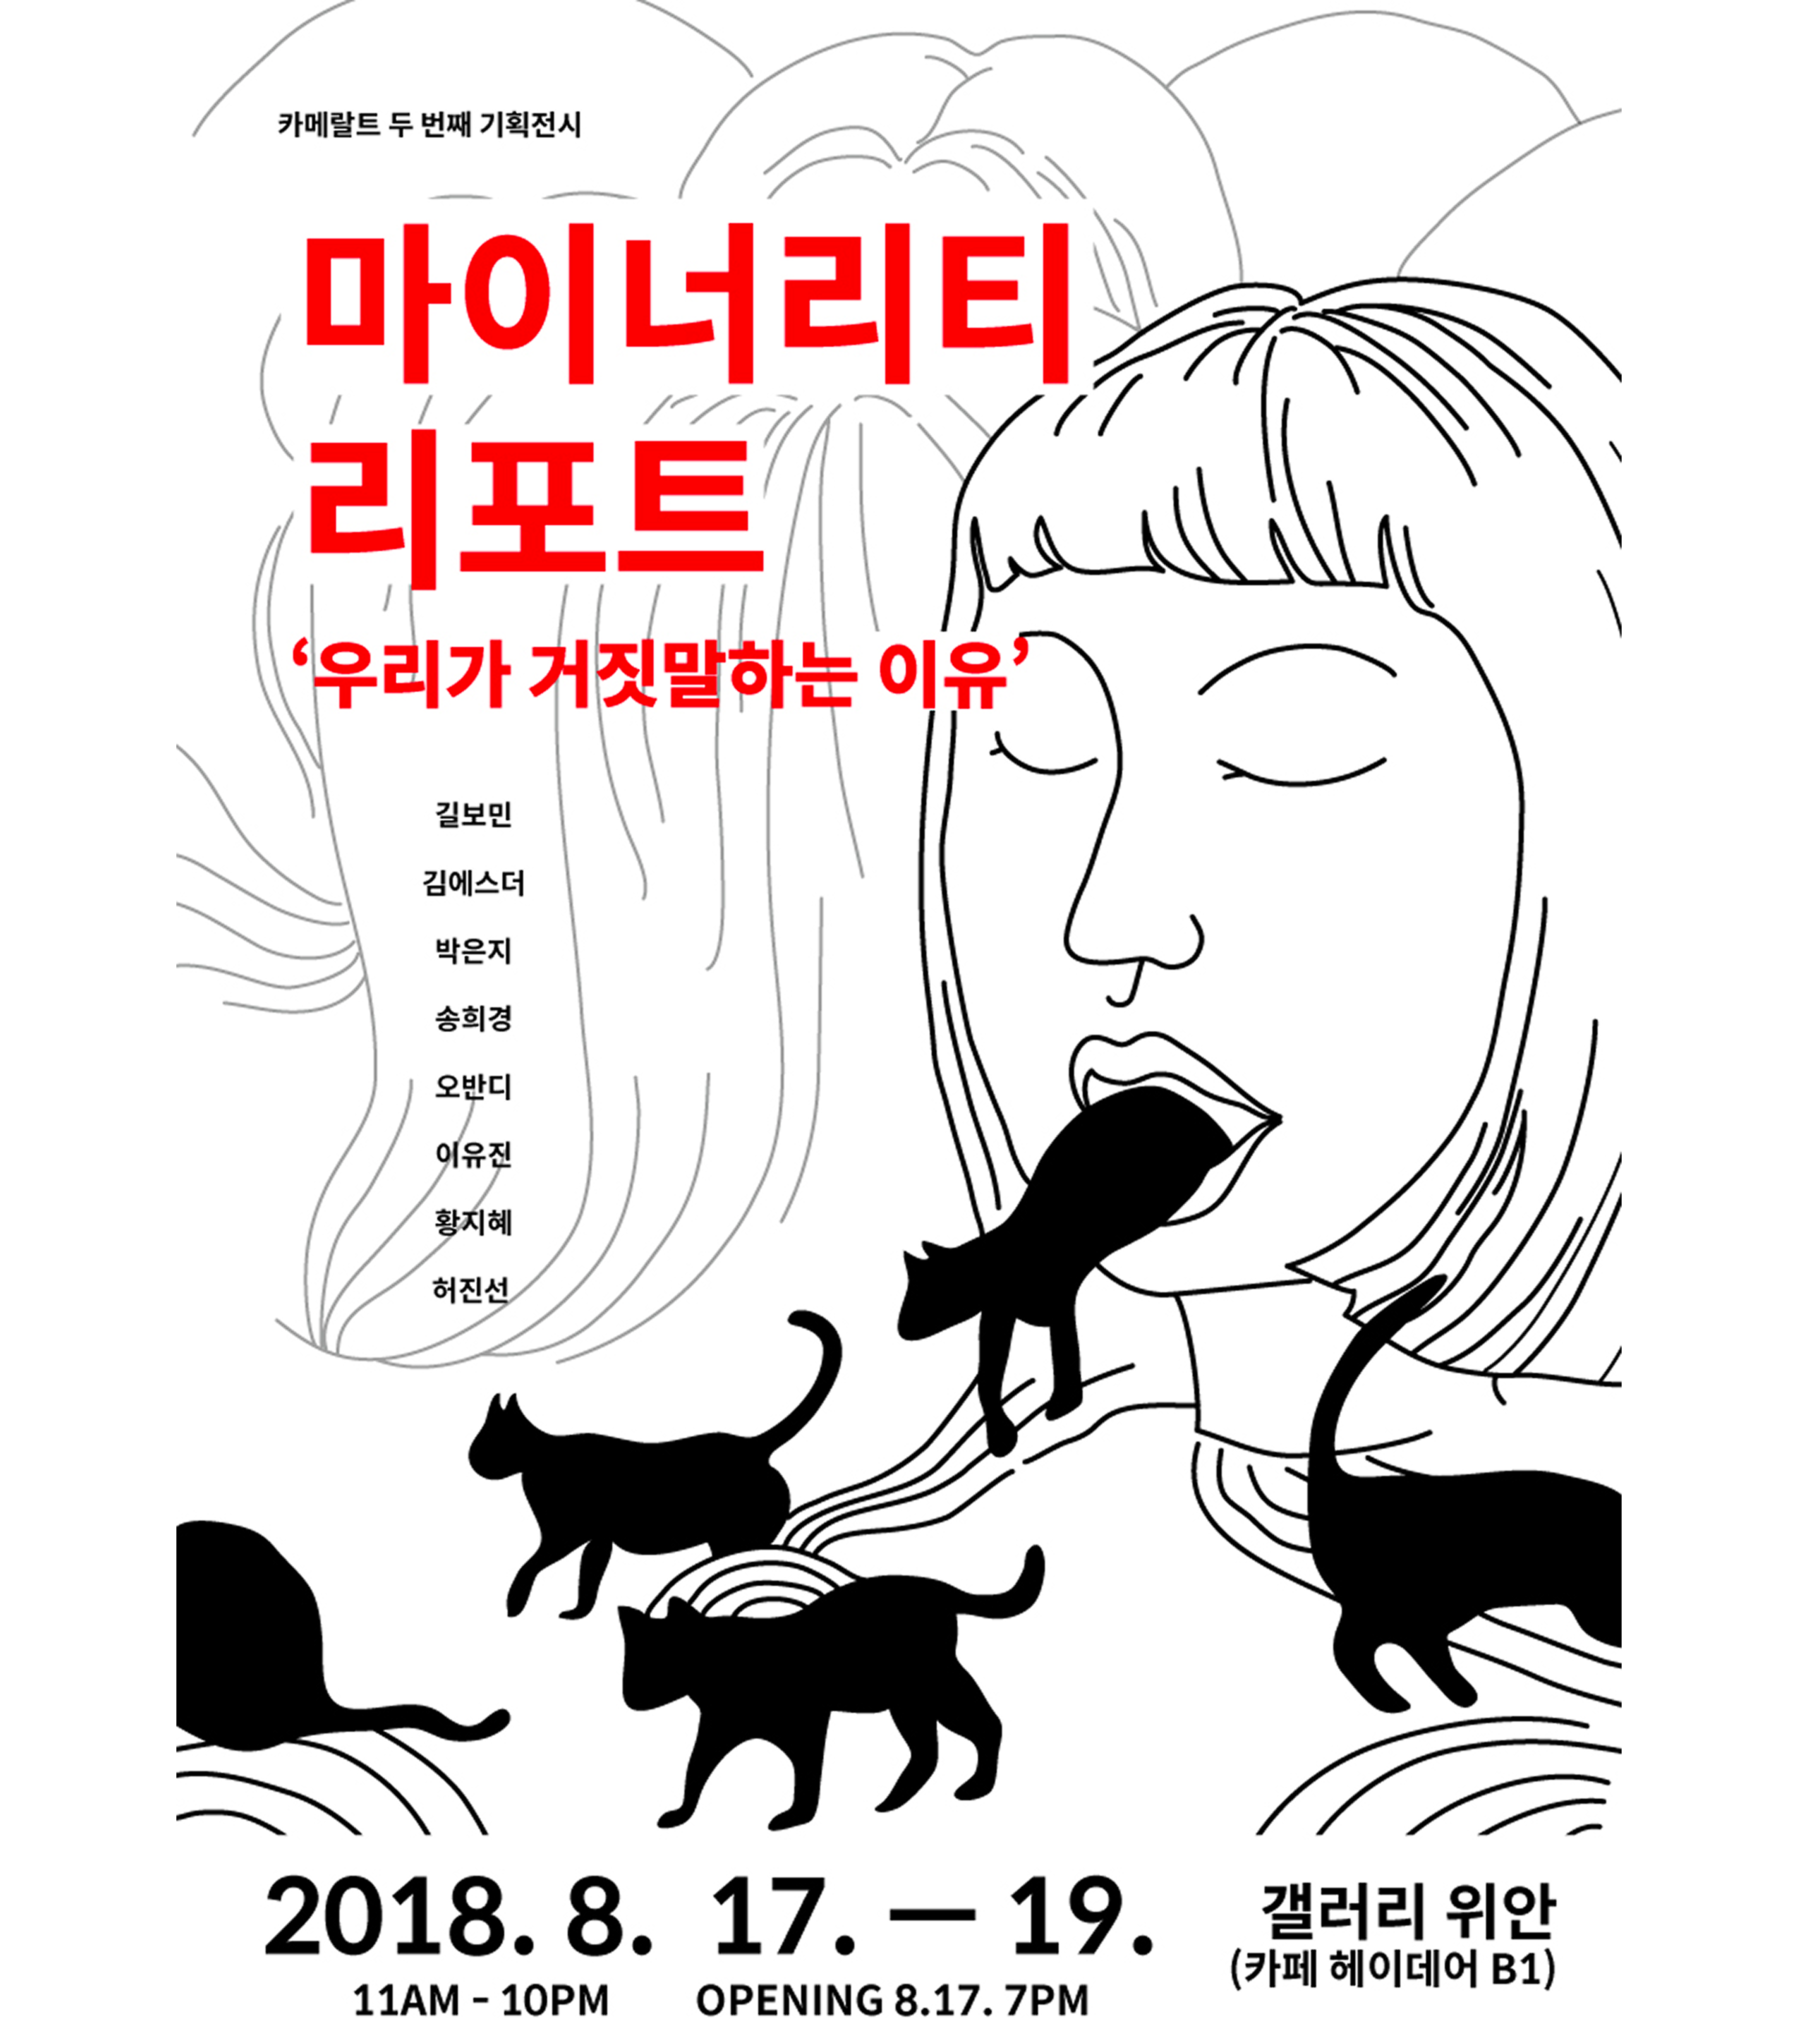 카메랄트 두 번째 기획전시
마이너리티
리포트
‘우리가 거짓말하는 이유’
길보민
김에스더
박은지
송희경
오반디
이유진
황지혜
허진선
2018. 8. 17. — 19.
11AM - 10PM
OPENING 8.17. 7PM
갤러리 위안
(카페 헤이데어 B1)